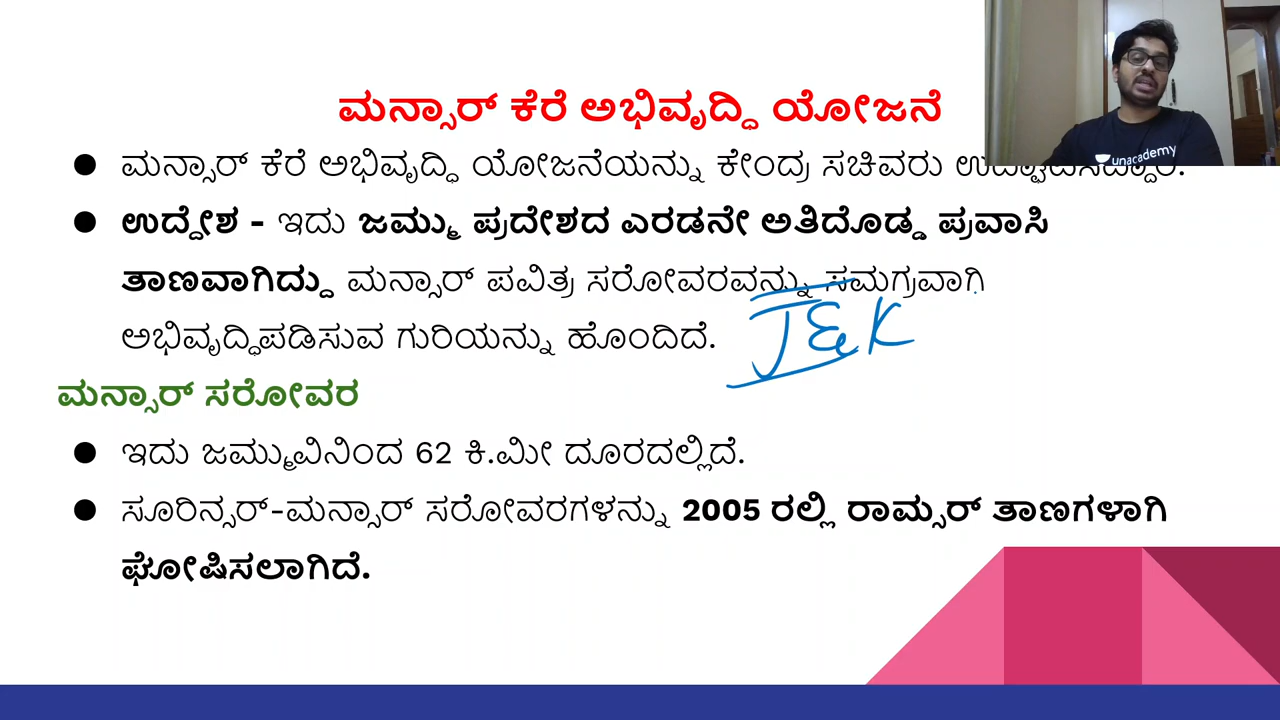 ಮನ್ಸಾರ್ ಕೆರೆ ಅಭಿವೃದ್ಧಿ ಯೋಜನೆ
unacademy
● ಮನ್ಸಾರ್ ಕೆರೆ ಅಭಿವೃದ್ಧಿ ಯೋಜನೆಯನ್ನು ಕೇಂದ್ರ ಸಚಿವರು
● ಉದ್ದೇಶ - ಇದು ಜಮ್ಮು ಪ್ರದೇಶದ ಎರಡನೇ ಅತಿದೊಡ್ಡ ಪ್ರವಾಸಿ
ತಾಣವಾಗಿದ್ದು ಮನ್ಸಾರ್ ಪವಿತ್ರ ಸರೋವರವನ್ನು ಸಮಗ್ರವಾಗಿ
ಅಭಿವೃದ್ಧಿಪಡಿಸುವ ಗುರಿಯನ್ನು ಹೊಂದಿದೆ.
J & K
ಮನ್ಸಾರ್ ಸರೋವರ
● ಇದು ಜಮ್ಮುವಿನಿಂದ 62 ಕಿ.ಮೀ ದೂರದಲ್ಲಿದೆ.
● ಸೂರಿನ್ಸರ್-ಮನ್ಸಾರ್ ಸರೋವರಗಳನ್ನು 2005 ರಲ್ಲಿ ರಾಮ್ಸರ್ ತಾಣಗಳಾಗಿ
ಘೋಷಿಸಲಾಗಿದೆ.